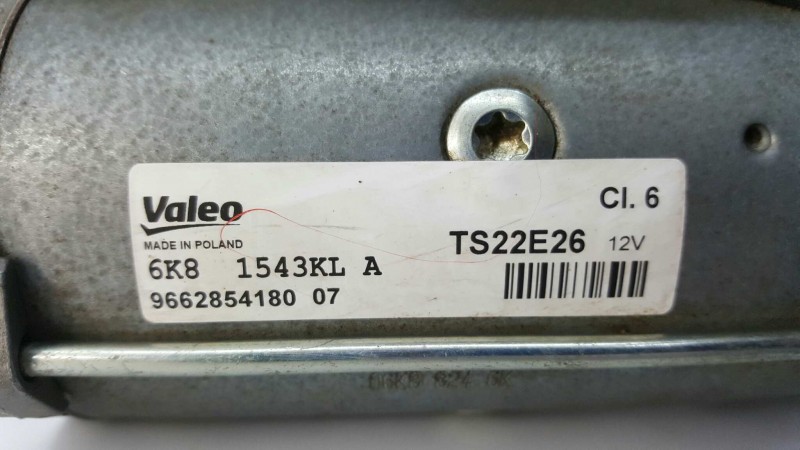 Valeo
Cl. 6
MADE IN POLAND
TS22E26 12V
6K8 1543KL A
9662854180 07